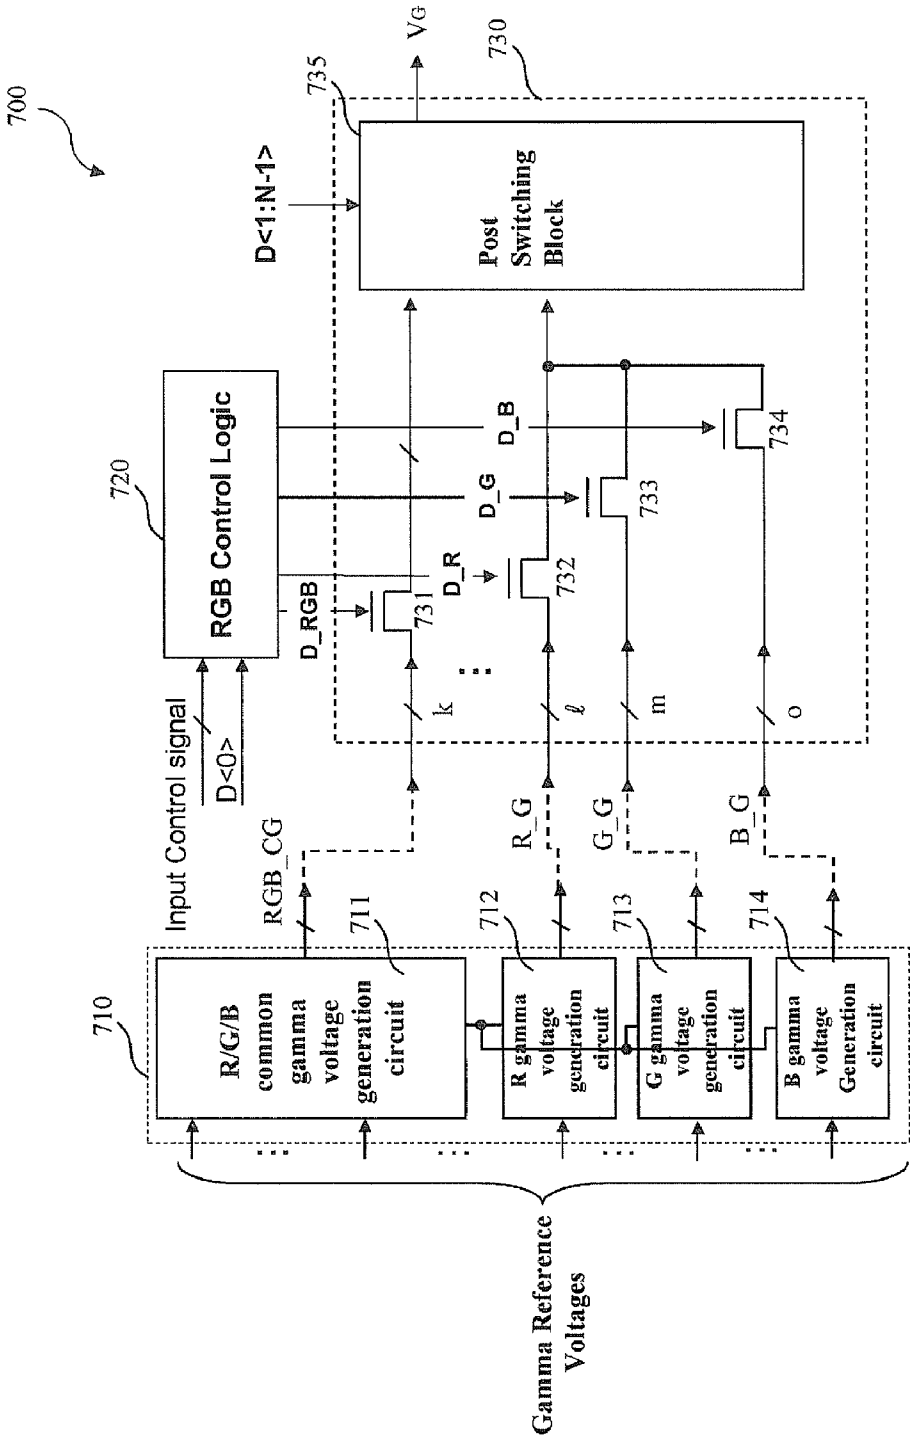 700
710
R/G/B
common
gamma
voltage
generation
circuit
711
R gamma
voltage
generation
circuit
712
G gamma
voltage
generation
circuit
713
B gamma
voltage
Generation
circuit
714
Gamma Reference
Voltages
Input Control signal
D<0>
720
RGB Control Logic
RGB_CG
R_G
G_G
B_G
k
ℓ
m
o
D_RGB
D_R
D_G
D_B
731
732
733
734
D<1:N-1>
735
Post
Switching
Block
VG
730